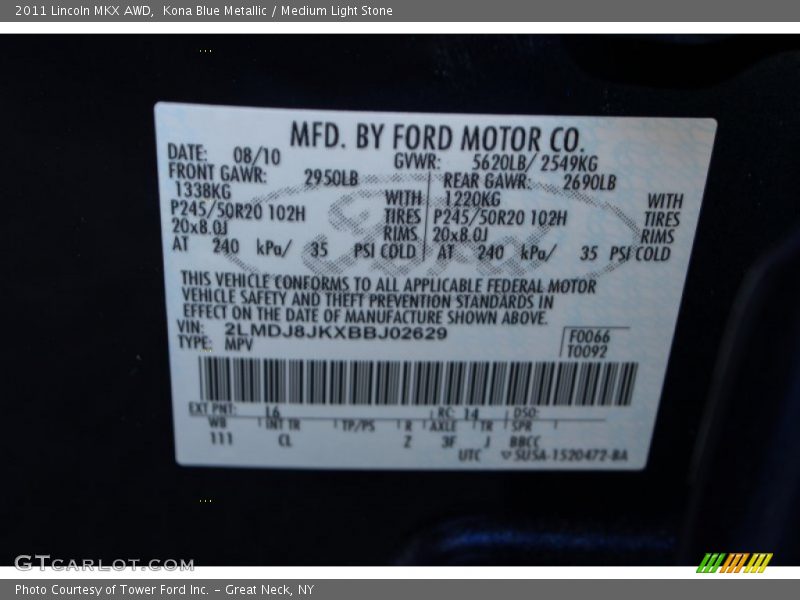 2011 Lincoln MKX AWD,  Kona Blue Metallic / Medium Light Stone
MFD. BY FORD MOTOR CO.
DATE: 08/10 GVWR: 5620LB/ 2549KG
FRONT GAWR: 2950LB REAR GAWR: 2690LB
1338KG WITH 1220KG WITH
P245/50R20 102H TIRES P245/50R20 102H TIRES
20x8.0J RIMS 20x8.0J RIMS
AT 240 kPa/ 35 PSI COLD AT 240 kPa/ 35 PSI COLD
THIS VEHICLE CONFORMS TO ALL APPLICABLE FEDERAL MOTOR
VEHICLE SAFETY AND THEFT PREVENTION STANDARDS IN
EFFECT ON THE DATE OF MANUFACTURE SHOWN ABOVE.
VIN: 2LMDJ8JKXBBJ02629 F0066
TYPE: MPV T0092
EXT PNT: L6 RC: 14 DSO:
WB INT TR TP/PS R AXLE TR SPR
111 CL Z 3F J BBCC
UTC SU5A-1520472-BA
GTCARLOT.COM
Photo Courtesy of Tower Ford Inc. – Great Neck, NY